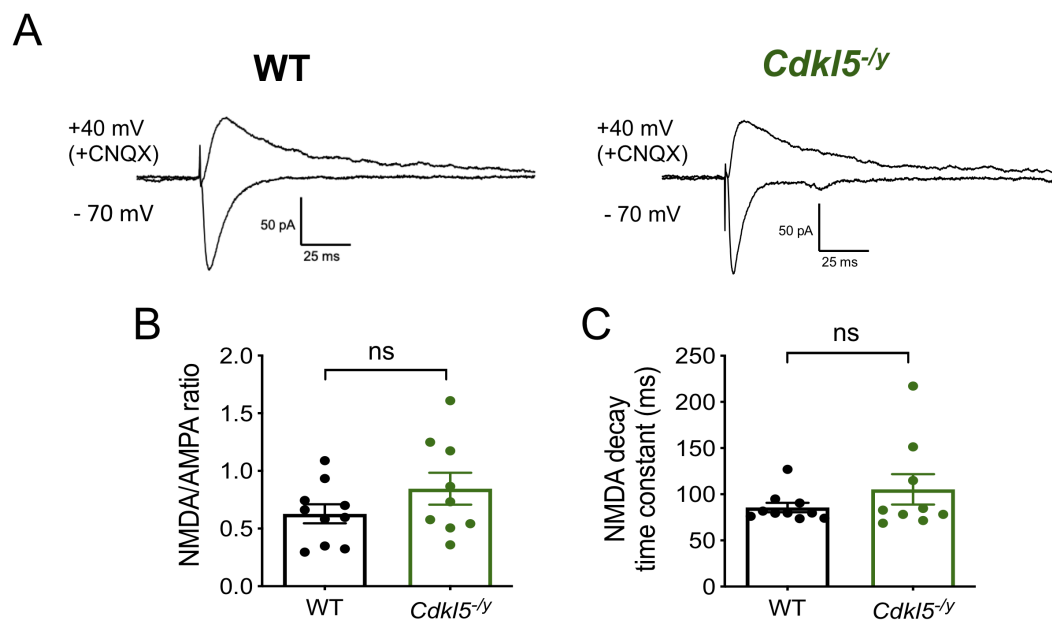 A
WT
Cdkl5-/y
+40 mV
(+CNQX)
- 70 mV
50 pA
25 ms
+40 mV
(+CNQX)
- 70 mV
50 pA
25 ms
B
NMDA/AMPA ratio
2.0
1.5
1.0
0.5
0.0
ns
WT
Cdkl5-/y
C
NMDA decay
time constant (ms)
250
200
150
100
50
0
ns
WT
Cdkl5-/y